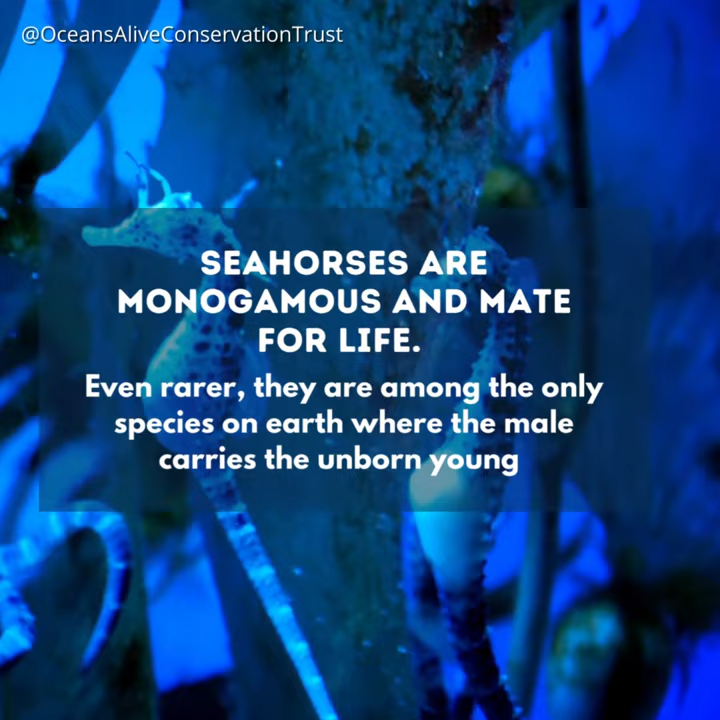 @OceansAliveConservationTrust
SEAHORSES ARE
MONOGAMOUS AND MATE
FOR LIFE.
Even rarer, they are among the only
species on earth where the male
carries the unborn young